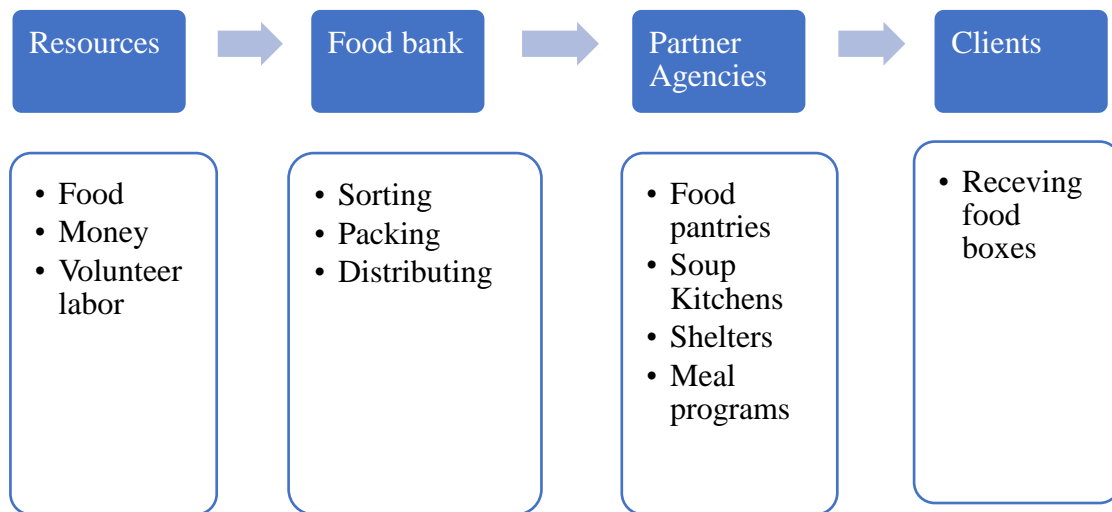 Resources
Food bank
Partner
Agencies
Clients
• Food
• Money
• Volunteer
labor
• Sorting
• Packing
• Distributing
• Food
pantries
• Soup
Kitchens
• Shelters
• Meal
programs
• Receving
food
boxes